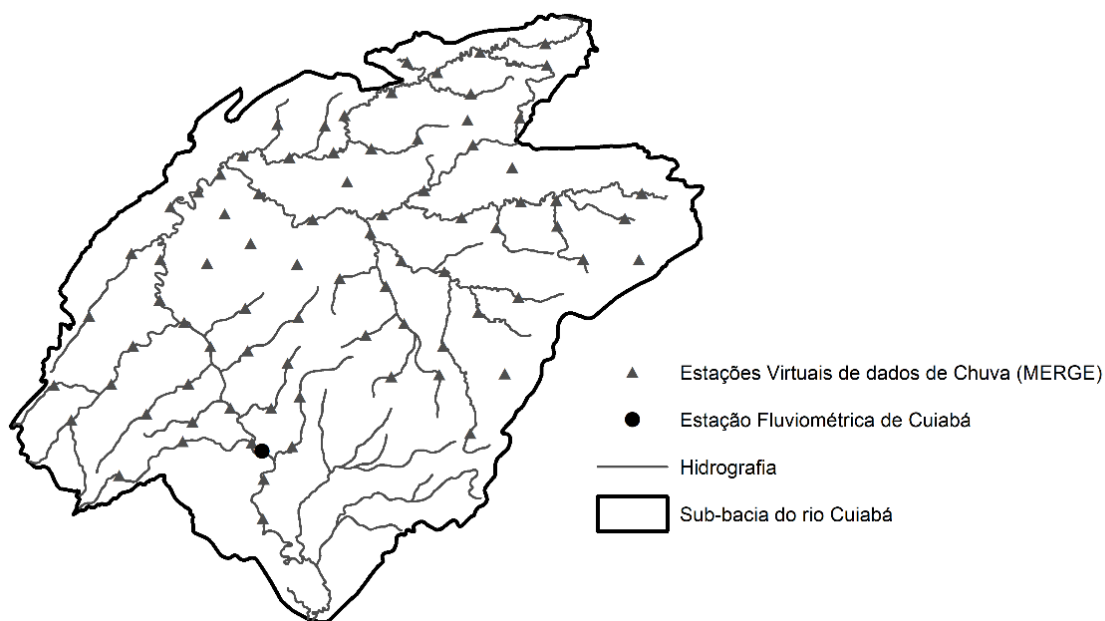 Estações Virtuais de dados de Chuva (MERGE)
Estação Fluviométrica de Cuiabá
Hidrografia
Sub-bacia do rio Cuiabá